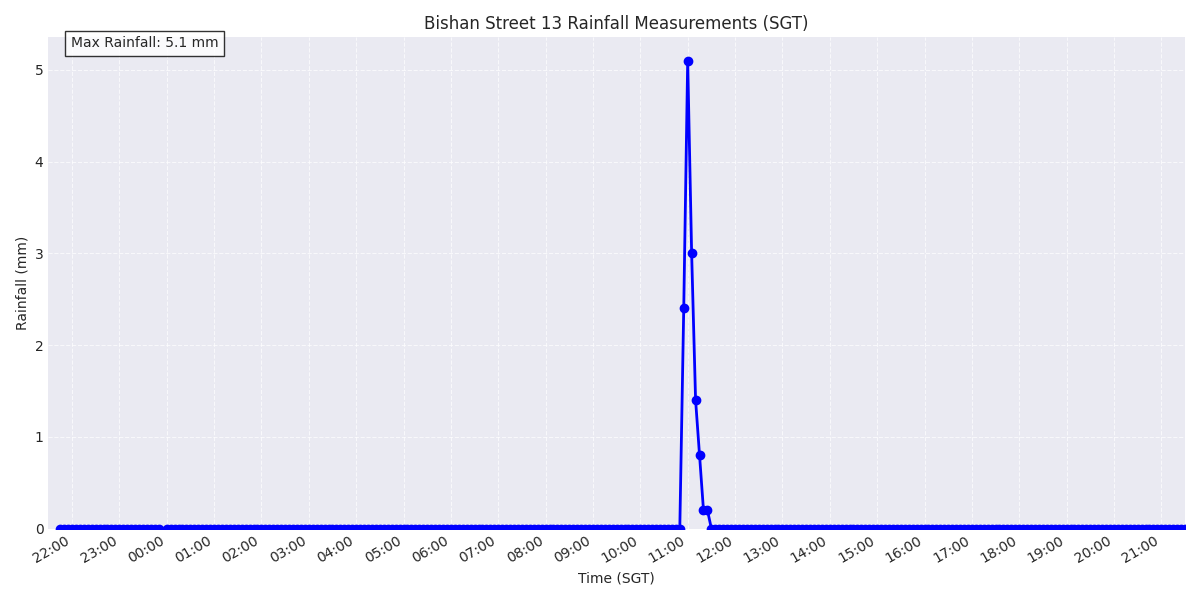 Bishan Street 13 Rainfall Measurements (SGT)
Max Rainfall: 5.1 mm
5
4
3
2
1
0
Rainfall (mm)
22:00 23:00 00:00 01:00 02:00 03:00 04:00 05:00 06:00 07:00 08:00 09:00 10:00 11:00 12:00 13:00 14:00 15:00 16:00 17:00 18:00 19:00 20:00 21:00
Time (SGT)